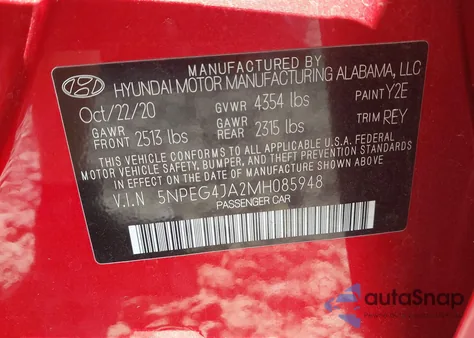 MANUFACTURED BY
HYUNDAI MOTOR MANUFACTURING ALABAMA, LLC
Oct/22/20 GVWR 4354 lbs PAINT Y2E
GAWR FRONT 2513 lbs GAWR REAR 2315 lbs TRIM REY
THIS VEHICLE CONFORMS TO ALL APPLICABLE U.S.A. FEDERAL
MOTOR VEHICLE SAFETY, BUMPER, AND THEFT PREVENTION STANDARDS
IN EFFECT ON THE DATE OF MANUFACTURE SHOWN ABOVE.
V.I.N 5NPEG4JA2MH085948
PASSENGER CAR
autoSnap